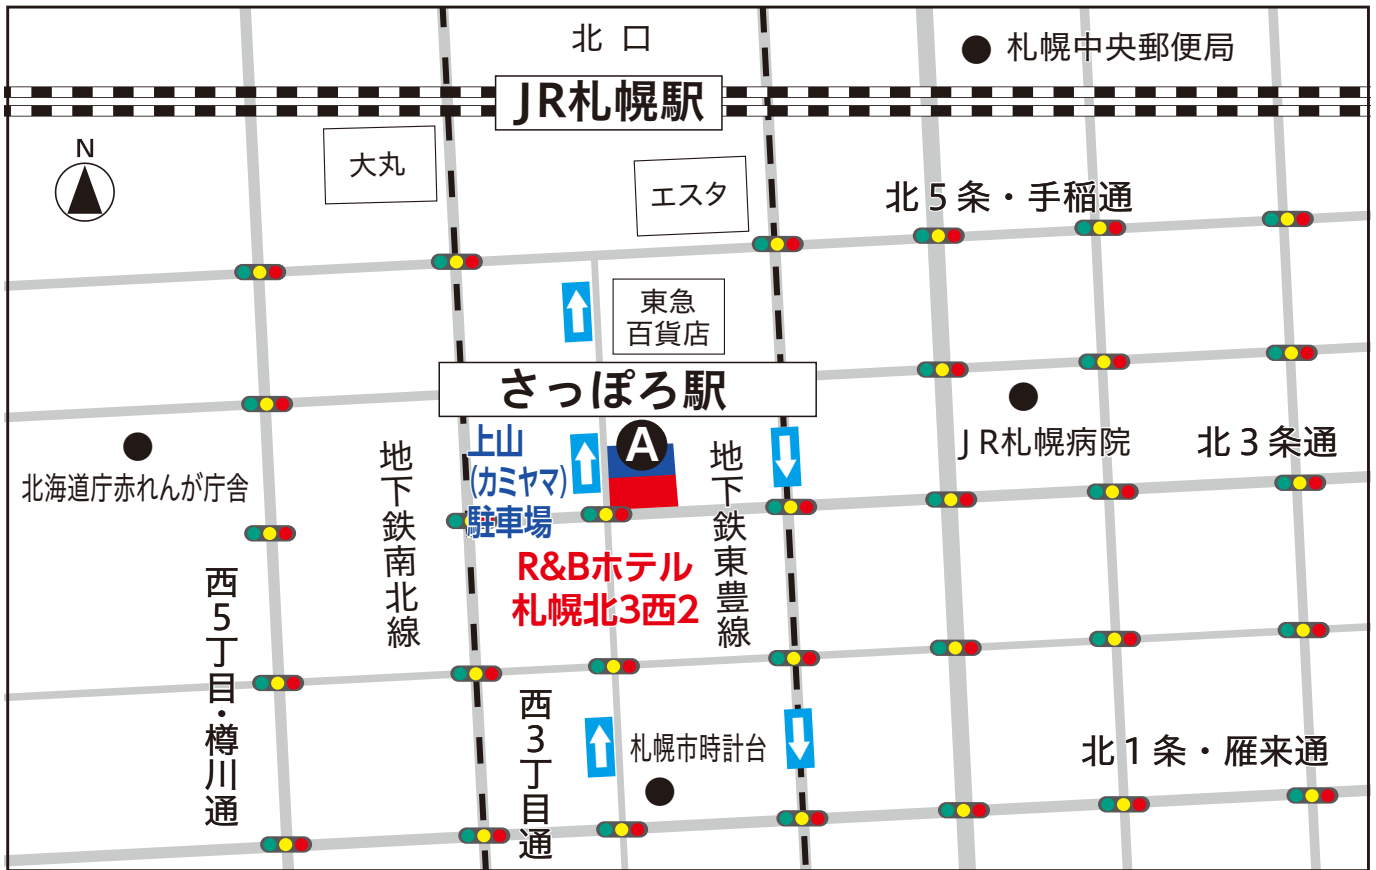 北 口
札幌中央郵便局
JR札幌駅
N
大丸
エスタ
北5条・手稲通
東急
百貨店
さっぽろ駅
A
上山
(カミヤマ)
駐車場
地下鉄南北線
地下鉄東豊線
JR札幌病院
北3条通
北海道庁赤れんが庁舎
R&Bホテル
札幌北3西2
西5丁目・樽川通
西3丁目通
札幌市時計台
北1条・雁来通